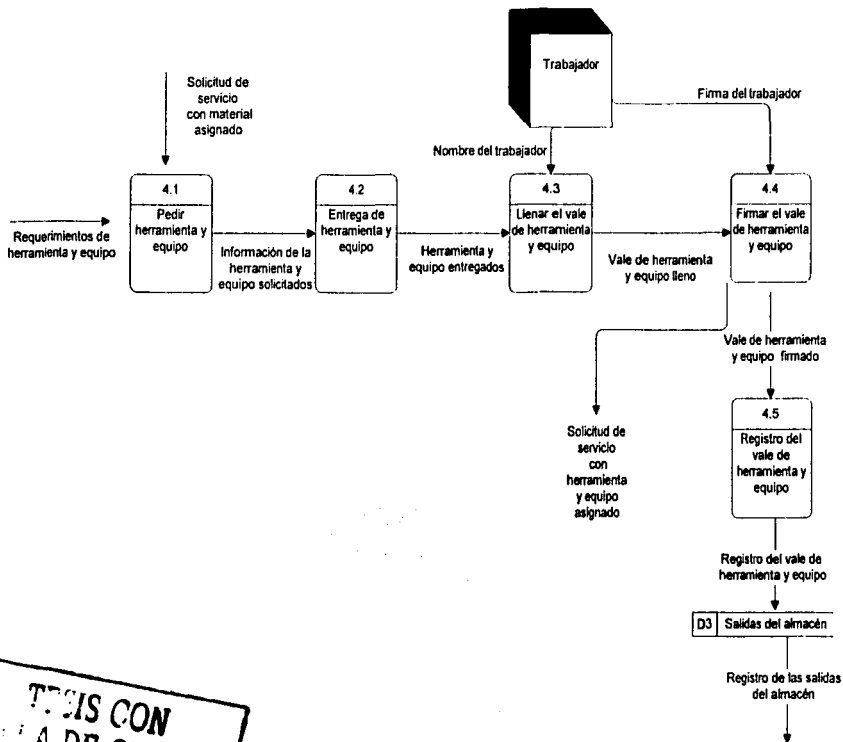 Trabajador
Solicitud de
servicio
con material
asignado
Firma del trabajador
Nombre del trabajador
4.1
Pedir
herramienta y
equipo
4.2
Entrega de
herramienta y
equipo
4.3
Llenar el vale
de herramienta
y equipo
4.4
Firmar el vale
de herramienta
y equipo
Requerimientos de
herramienta y equipo
Información de la
herramienta y
equipo solicitados
Herramienta y
equipo entregados
Vale de herramienta
y equipo lleno
Vale de herramienta
y equipo firmado
Solicitud de
servicio
con
herramienta
y equipo
asignado
4.5
Registro del
vale de
herramienta y
equipo
Registro del vale de
herramienta y equipo
D3 Salidas del almacén
Registro de las salidas
del almacén
CON
DE